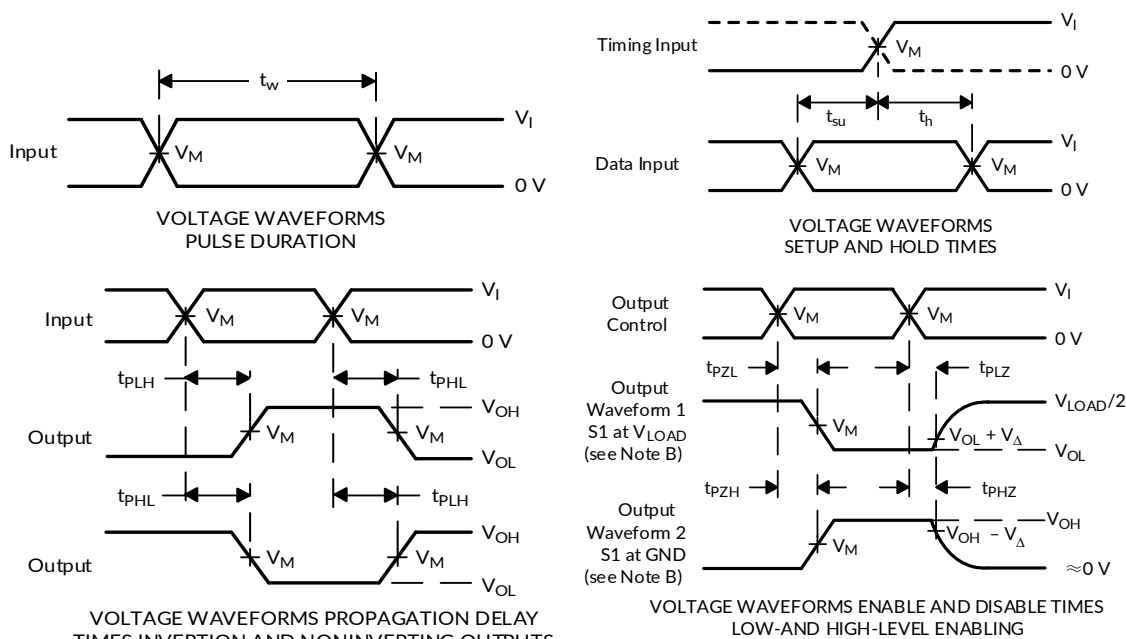 t_w
Input
V_M
V_M
V_I
0 V
VOLTAGE WAVEFORMS
PULSE DURATION
Timing Input
V_M
V_I
0 V
t_su
t_h
Data Input
V_M
V_M
V_I
0 V
VOLTAGE WAVEFORMS
SETUP AND HOLD TIMES
Input
V_M
V_M
V_I
0 V
t_PLH
t_PHL
Output
V_M
V_M
V_OH
V_OL
t_PHL
t_PLH
Output
V_M
V_M
V_OH
V_OL
VOLTAGE WAVEFORMS PROPAGATION DELAY
TIMES INVERTION AND NONINVERTING OUTPUTS
Output
Control
V_M
V_M
V_I
0 V
t_PZL
t_PLZ
Output
Waveform 1
S1 at V_LOAD
(see Note B)
V_M
V_LOAD/2
V_OL + V_Δ
V_OL
t_PZH
t_PHZ
Output
Waveform 2
S1 at GND
(see Note B)
V_M
V_OH
V_OH − V_Δ
≈0 V
VOLTAGE WAVEFORMS ENABLE AND DISABLE TIMES
LOW-AND HIGH-LEVEL ENABLING